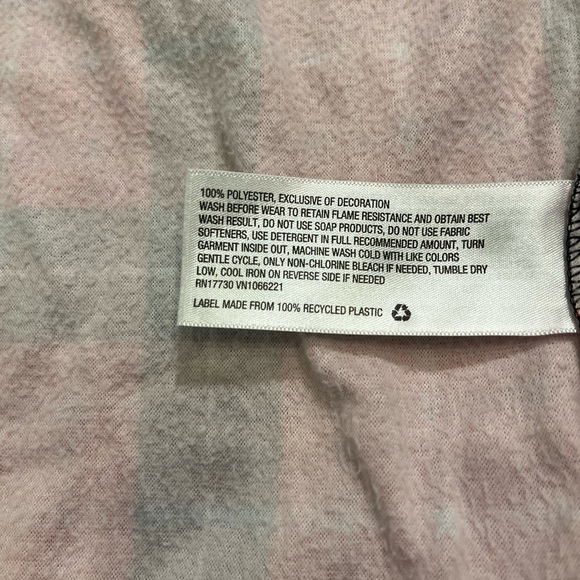 100% POLYESTER, EXCLUSIVE OF DECORATION
WASH BEFORE WEAR TO RETAIN FLAME RESISTANCE AND OBTAIN BEST
WASH RESULT, DO NOT USE SOAP PRODUCTS, DO NOT USE FABRIC
SOFTENERS, USE DETERGENT IN FULL RECOMMENDED AMOUNT, TURN
GARMENT INSIDE OUT, MACHINE WASH COLD WITH LIKE COLORS
GENTLE CYCLE, ONLY NON-CHLORINE BLEACH IF NEEDED, TUMBLE DRY
LOW, COOL IRON ON REVERSE SIDE IF NEEDED
RN17730 VN1066221
LABEL MADE FROM 100% RECYCLED PLASTIC